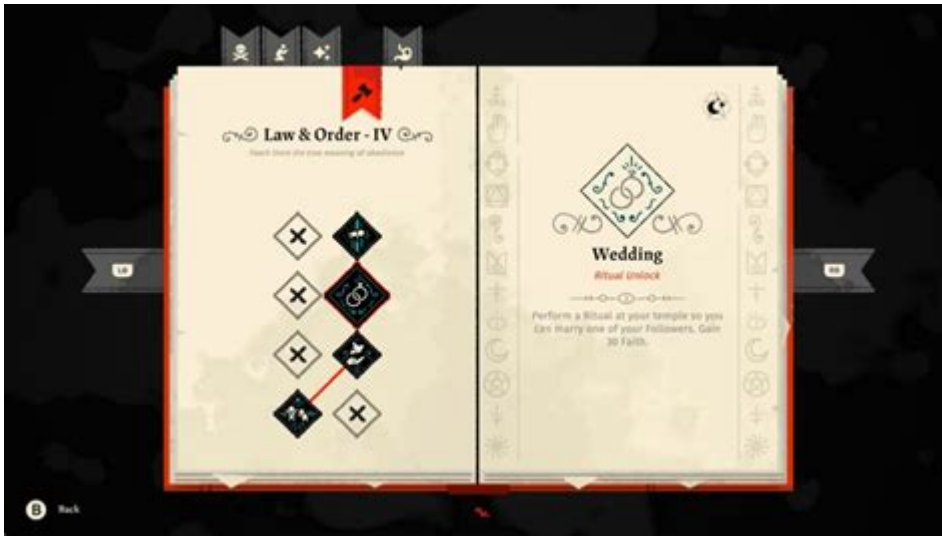 Law & Order - IV
Teach them the true meaning of obedience
LB
RB
Wedding
Ritual Unlock
Perform a Ritual at your temple so you
can marry one of your Followers. Gain
30 Faith.
B Back